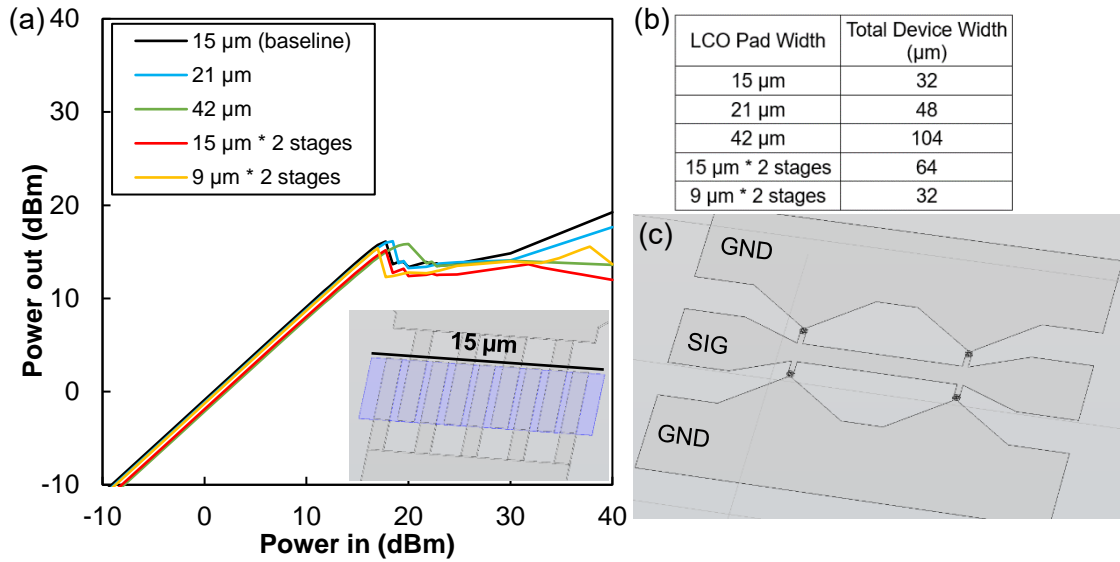 (a)
40
30
20
10
0
-10
Power out (dBm)
15 µm (baseline)
21 µm
42 µm
15 µm * 2 stages
9 µm * 2 stages
15 µm
-10 0 10 20 30 40
Power in (dBm)
(b)
LCO Pad Width Total Device Width (µm)
15 µm 32
21 µm 48
42 µm 104
15 µm * 2 stages 64
9 µm * 2 stages 32
(c)
GND
SIG
GND